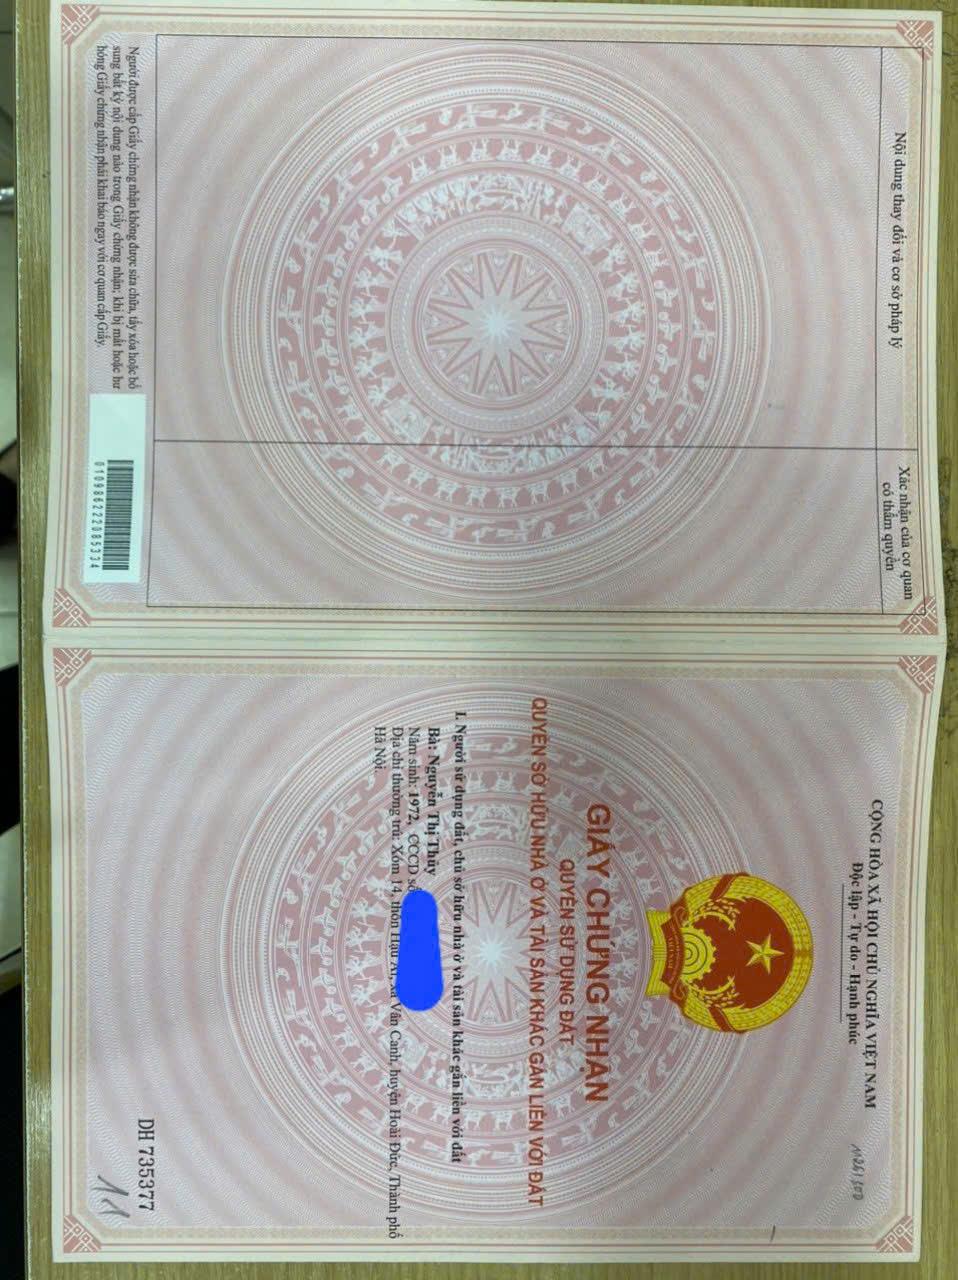 CỘNG HÒA XÃ HỘI CHỦ NGHĨA VIỆT NAM
Độc lập - Tự do - Hạnh phúc
GIẤY CHỨNG NHẬN
QUYỀN SỬ DỤNG ĐẤT
QUYỀN SỞ HỮU NHÀ Ở VÀ TÀI SẢN KHÁC GẮN LIỀN VỚI ĐẤT
I. Người sử dụng đất, chủ sở hữu nhà ở và tài sản khác gắn liền với đất
Bà: Nguyễn Thị Thủy
Năm sinh: 1972, CCCD số
Địa chỉ thường trú: Xóm 14, thôn Hậu Ái, xã Vân Canh, huyện Hoài Đức, Thành phố
Hà Nội.
DH 735377
11
Nội dung thay đổi và cơ sở pháp lý
Xác nhận của cơ quan
có thẩm quyền
Người được cấp Giấy chứng nhận không được sửa chữa, tẩy xóa hoặc bổ
sung bất kỳ nội dung nào trong Giấy chứng nhận; khi bị mất hoặc hư
hỏng Giấy chứng nhận phải khai báo ngay với cơ quan cấp Giấy.
010986222085334